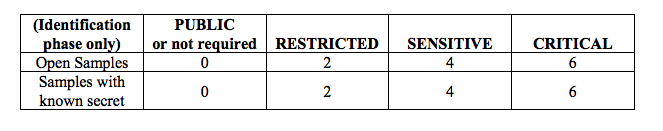 (Identification PUBLIC
phase only) or not required RESTRICTED SENSITIVE CRITICAL
Open Samples 0 2 4 6
Samples with
known secret 0 2 4 6